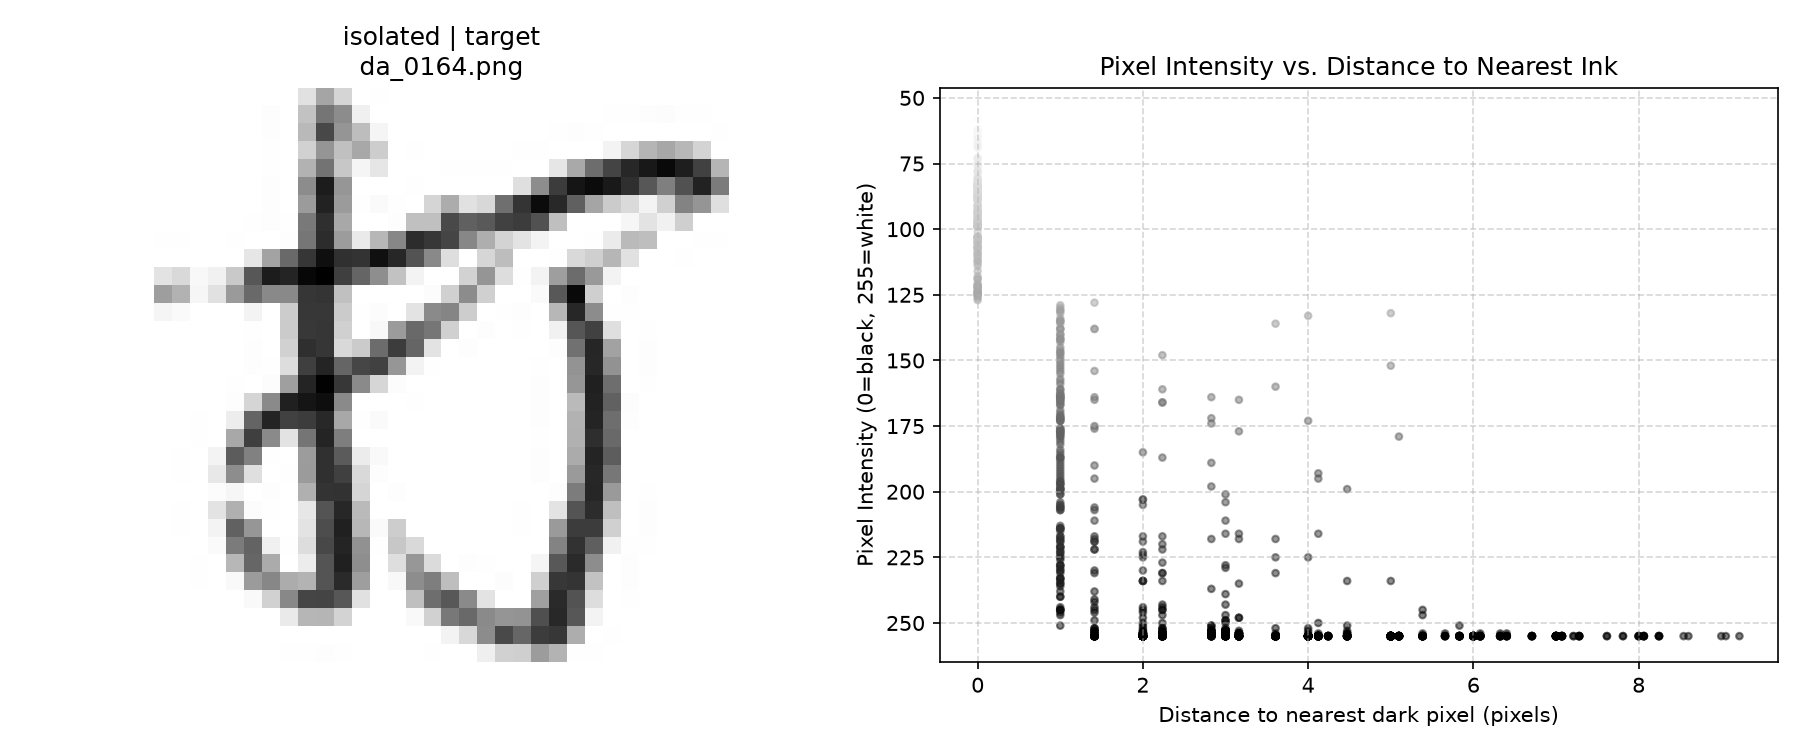 isolated | target
da_0164.png
打
Pixel Intensity vs. Distance to Nearest Ink
Pixel Intensity (0=black, 255=white)
50
75
100
125
150
175
200
225
250
0 2 4 6 8
Distance to nearest dark pixel (pixels)